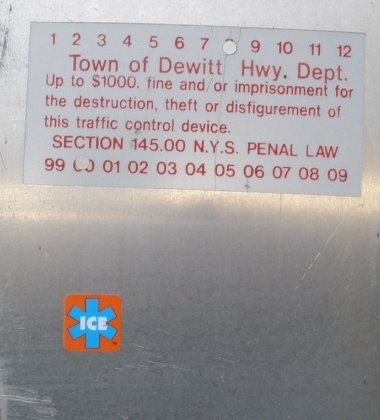 1 2 3 4 5 6 7 9 10 11 12
Town of Dewitt Hwy. Dept.
Up to $1000. fine and/or imprisonment for
the destruction, theft or disfigurement of
this traffic control device.
SECTION 145.00 N.Y.S. PENAL LAW
99 01 02 03 04 05 06 07 08 09
ICE